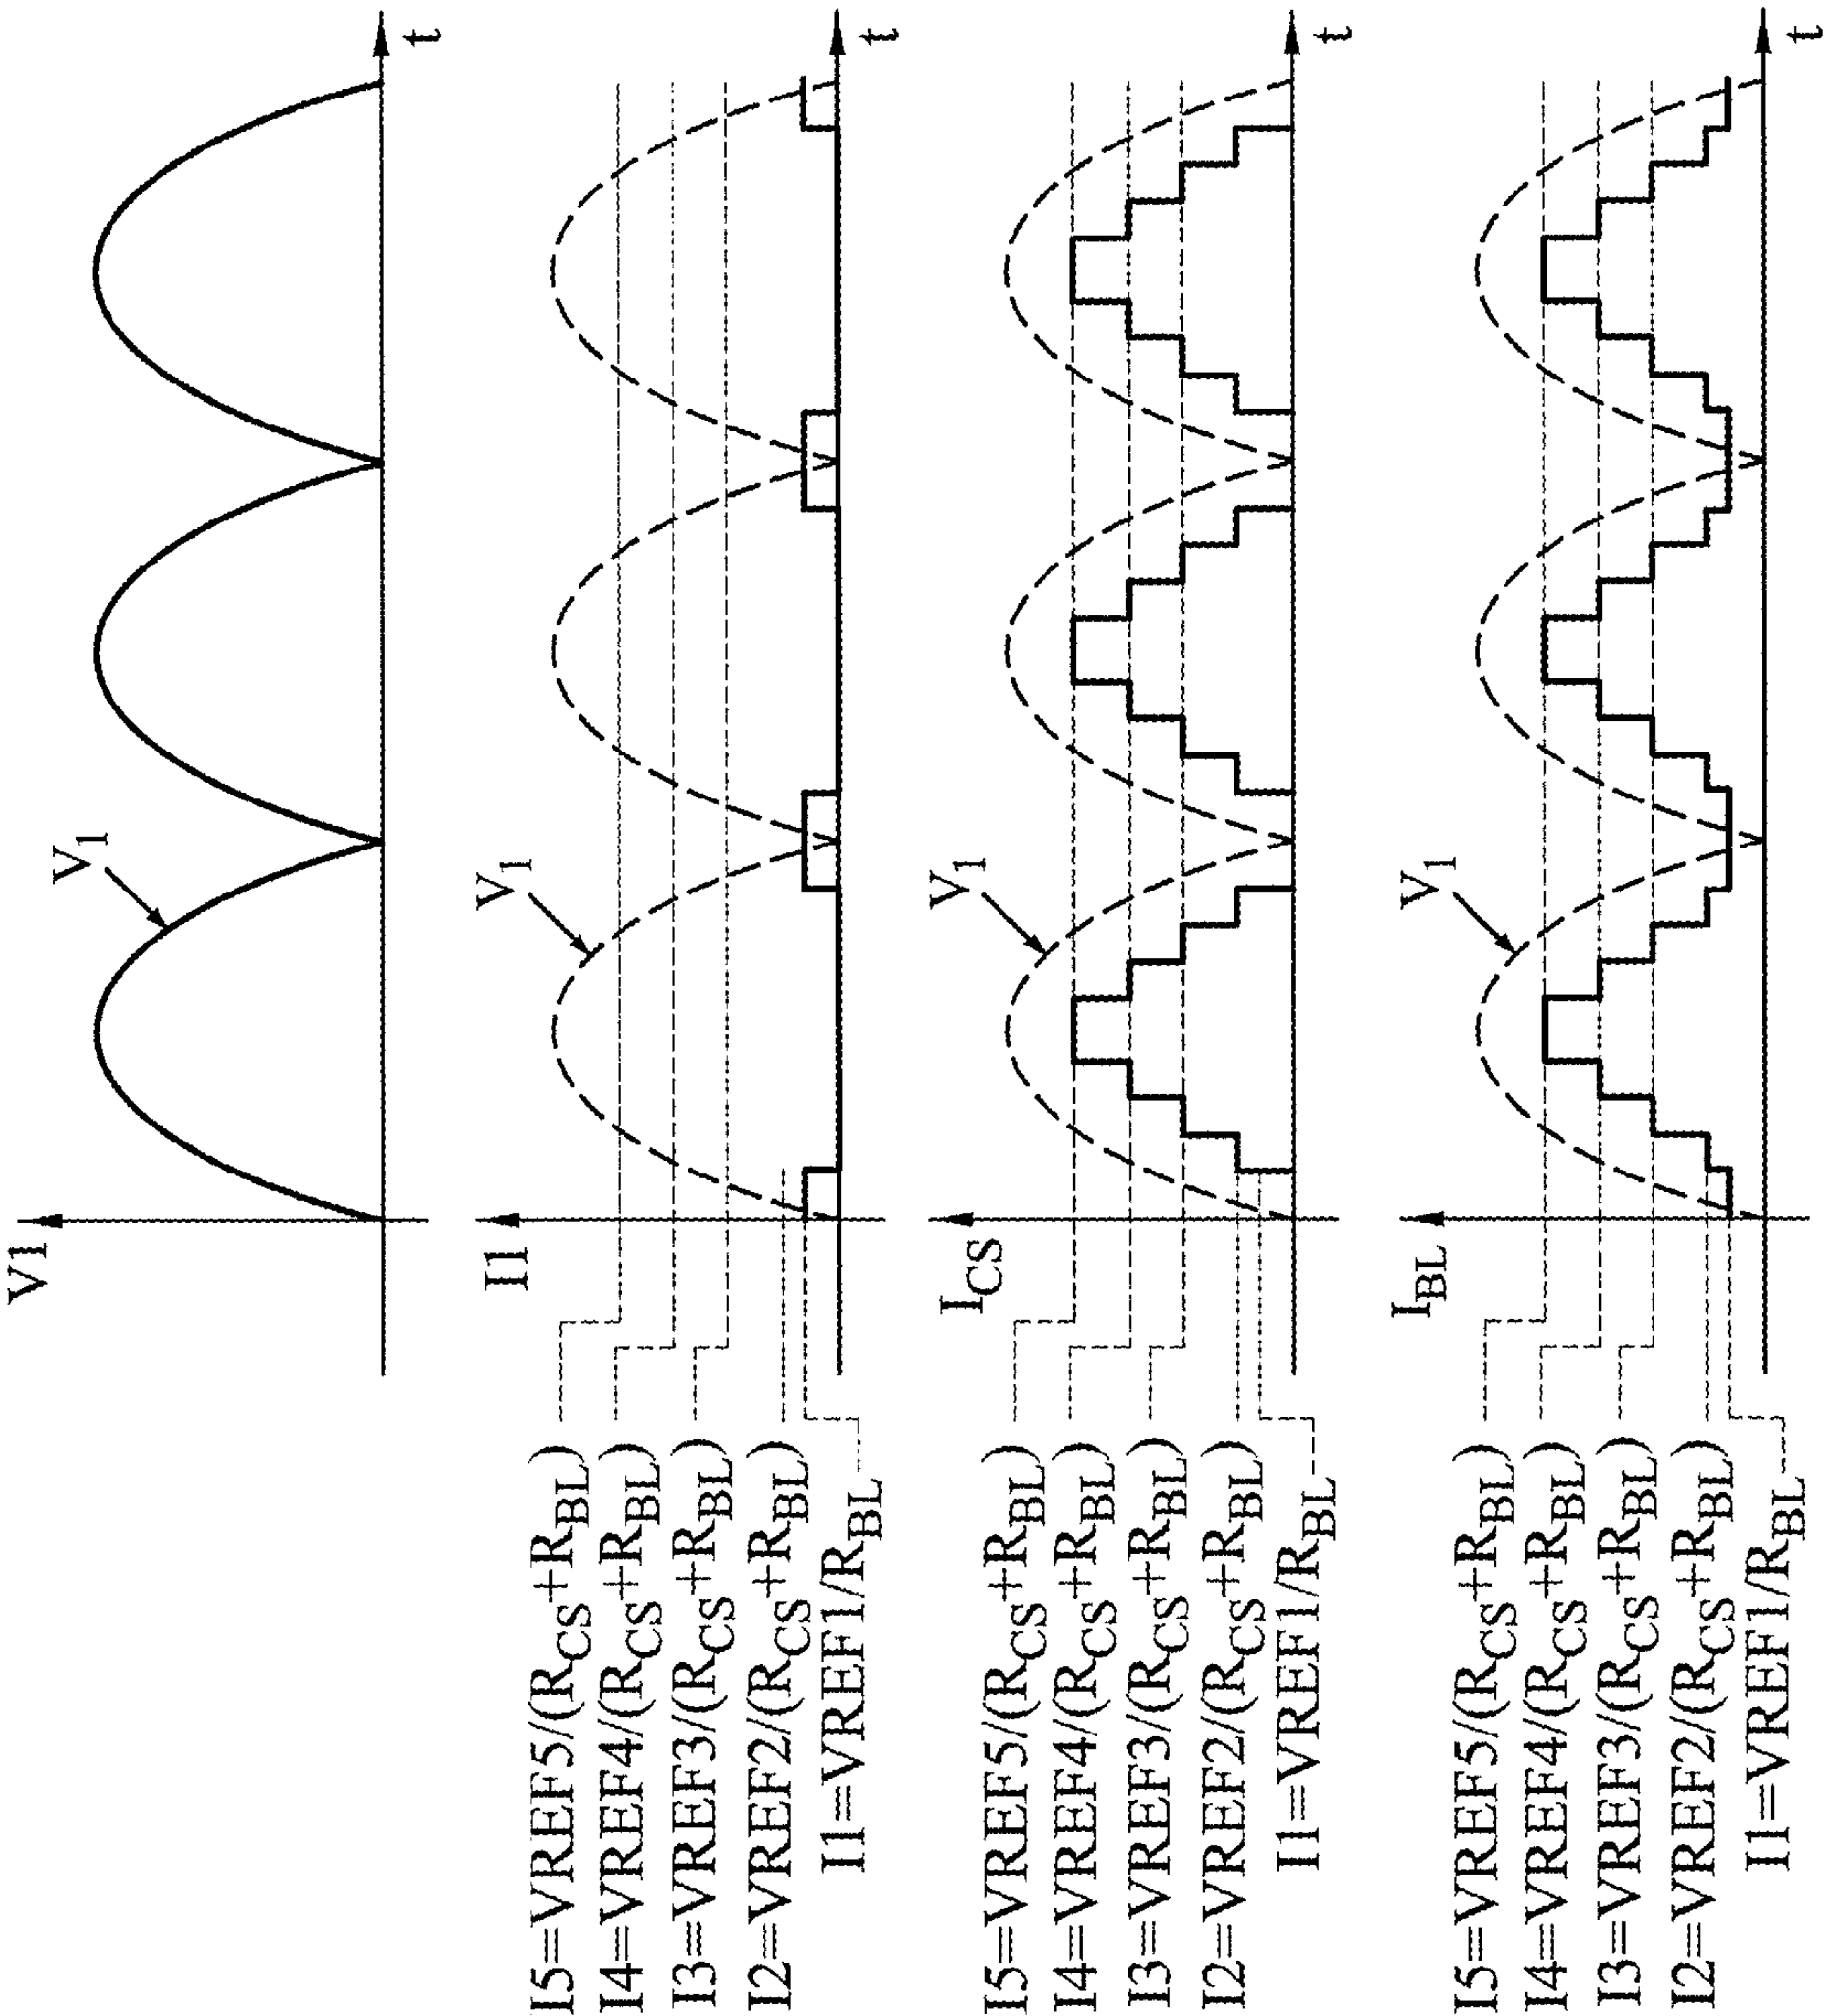 V1
V1
t
I1
V1
I5=VREF5/(RCS+RBL)
I4=VREF4/(RCS+RBL)
I3=VREF3/(RCS+RBL)
I2=VREF2/(RCS+RBL)
I1=VREF1/RBL
t
ICS
V1
I5=VREF5/(RCS+RBL)
I4=VREF4/(RCS+RBL)
I3=VREF3/(RCS+RBL)
I2=VREF2/(RCS+RBL)
I1=VREF1/RBL
t
IBL
V1
I5=VREF5/(RCS+RBL)
I4=VREF4/(RCS+RBL)
I3=VREF3/(RCS+RBL)
I2=VREF2/(RCS+RBL)
I1=VREF1/RBL
t